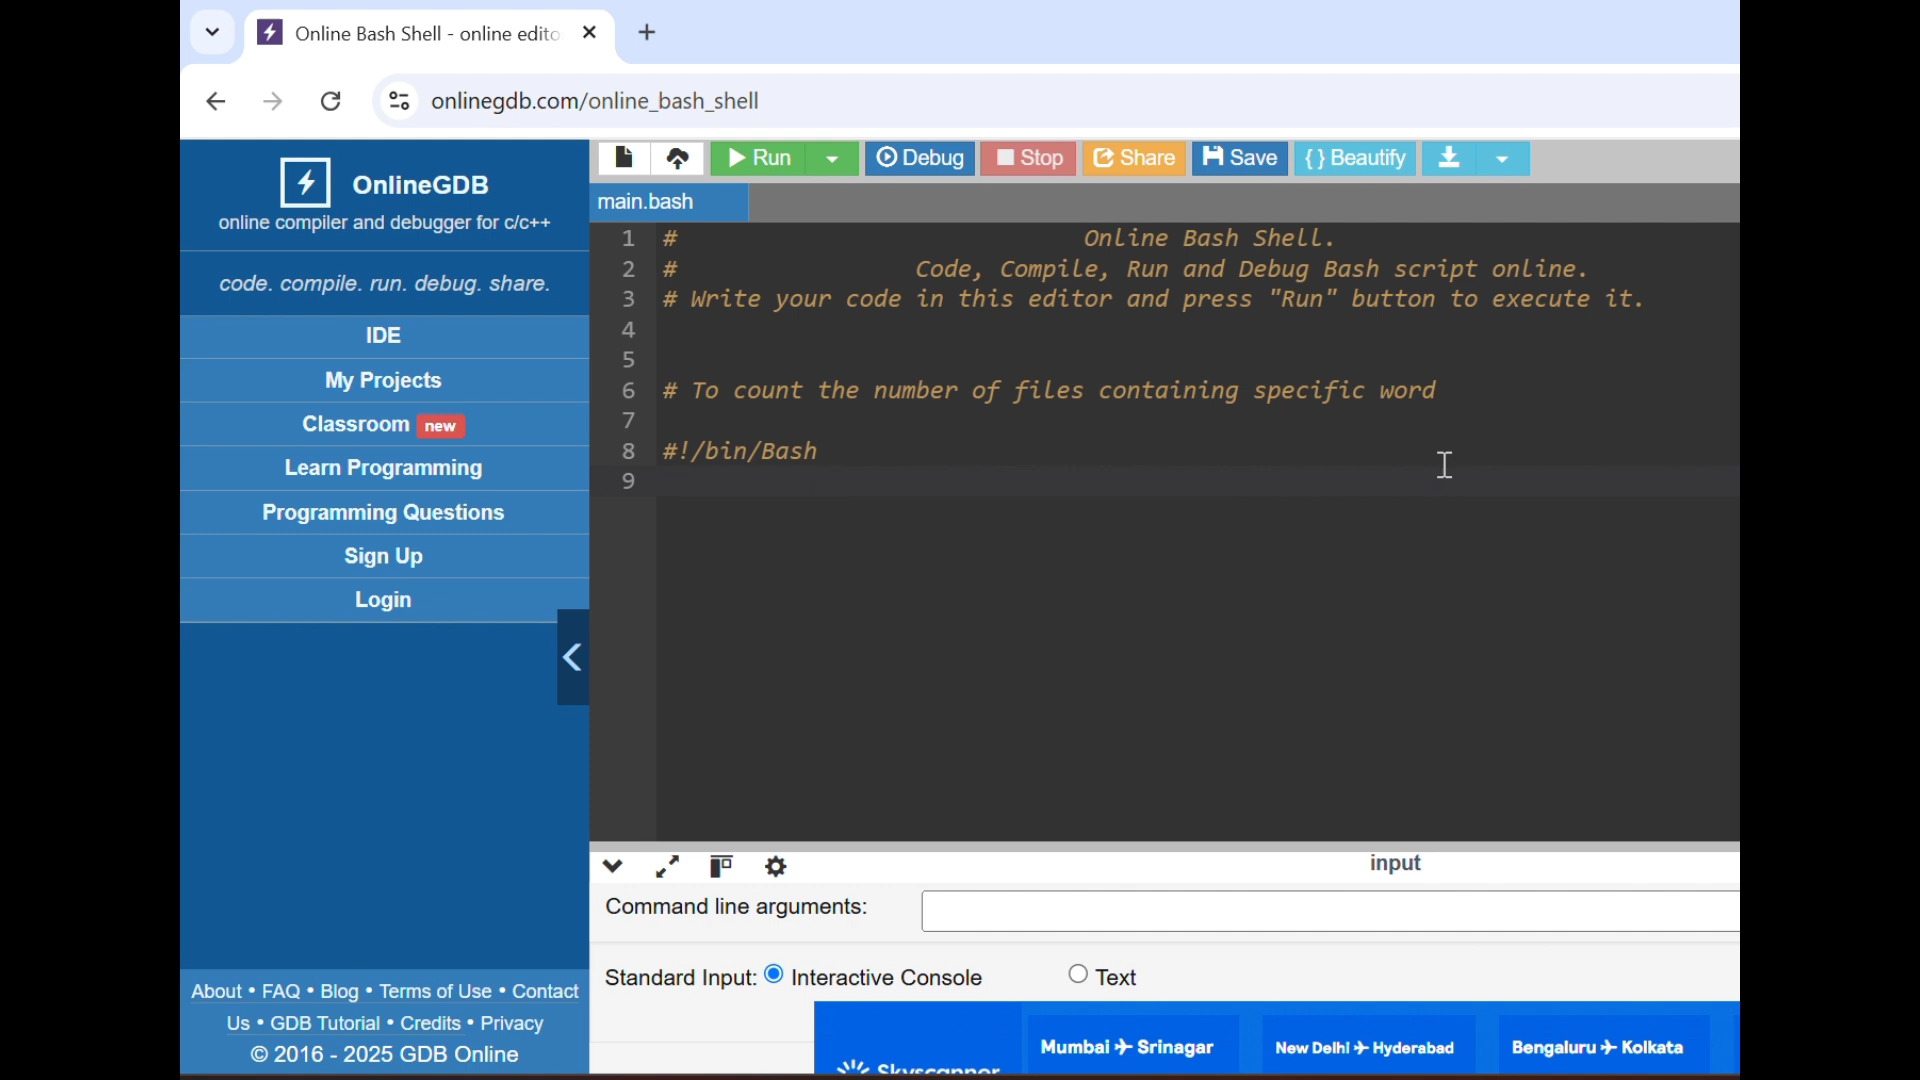 Online Bash Shell - online edito
onlinegdb.com/online_bash_shell
OnlineGDB
online compiler and debugger for c/c++
code. compile. run. debug. share.
IDE
My Projects
Classroom new
Learn Programming
Programming Questions
Sign Up
Login
About • FAQ • Blog • Terms of Use • Contact
Us • GDB Tutorial • Credits • Privacy
© 2016 - 2025 GDB Online
Run Debug Stop Share Save { } Beautify
main.bash
1 # Online Bash Shell.
2 # Code, Compile, Run and Debug Bash script online.
3 # Write your code in this editor and press "Run" button to execute it.
4
5
6 # To count the number of files containing specific word
7
8 #!/bin/Bash
9
input
Command line arguments:
Standard Input: Interactive Console Text
Skyscanner
Mumbai Srinagar
New Delhi Hyderabad
Bengaluru Kolkata